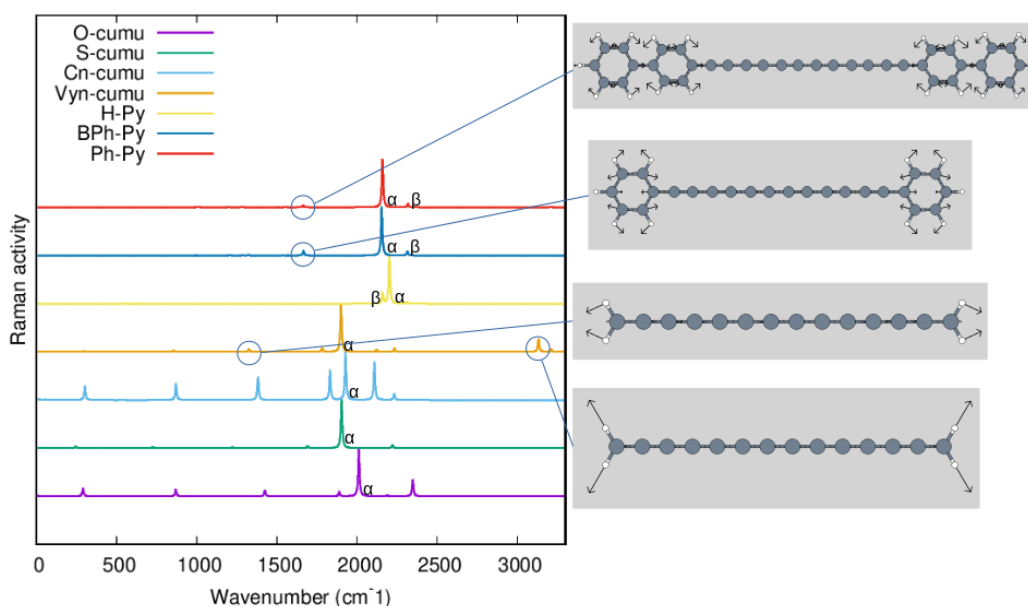 O-cumu
S-cumu
Cn-cumu
Vyn-cumu
H-Py
BPh-Py
Ph-Py
α β
α β
β α
α
α
α
α
Raman activity
0 500 1000 1500 2000 2500 3000
Wavenumber (cm⁻¹)